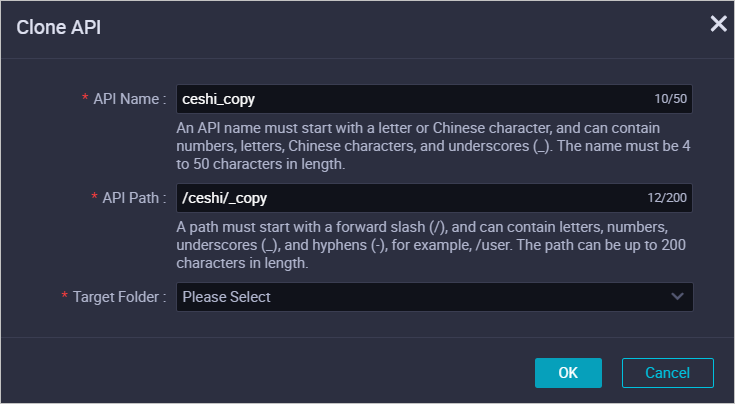 Clone API
* API Name : ceshi_copy 10/50
An API name must start with a letter or Chinese character, and can contain
numbers, letters, Chinese characters, and underscores (_). The name must be 4
to 50 characters in length.
* API Path : /ceshi/_copy 12/200
A path must start with a forward slash (/), and can contain letters, numbers,
underscores (_), and hyphens (-), for example, /user. The path can be up to 200
characters in length.
* Target Folder : Please Select
OK Cancel